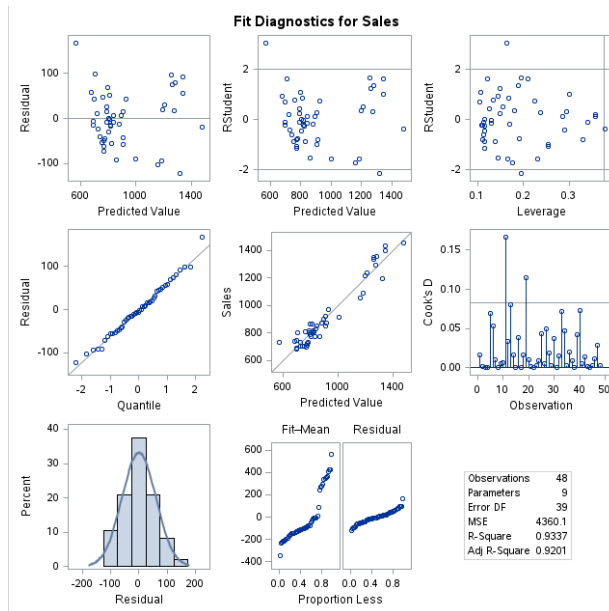 Fit Diagnostics for Sales
Residual
100
0
-100
600 800 1000 1200 1400
Predicted Value
RStudent
2
0
-2
600 800 1000 1200 1400
Predicted Value
RStudent
2
0
-2
0.1 0.2 0.3
Leverage
Residual
100
0
-100
-2 -1 0 1 2
Quantile
Sales
1400
1200
1000
800
600
600 1000 1400
Predicted Value
Cook's D
0.15
0.10
0.05
0.00
0 10 20 30 40 50
Observation
Percent
40
30
20
10
0
-200 -100 0 100 200
Residual
Fit–Mean Residual
600
400
200
0
-200
-400
0.0 0.4 0.8 0.0 0.4 0.8
Proportion Less
Observations 48
Parameters 9
Error DF 39
MSE 4360.1
R-Square 0.9337
Adj R-Square 0.9201